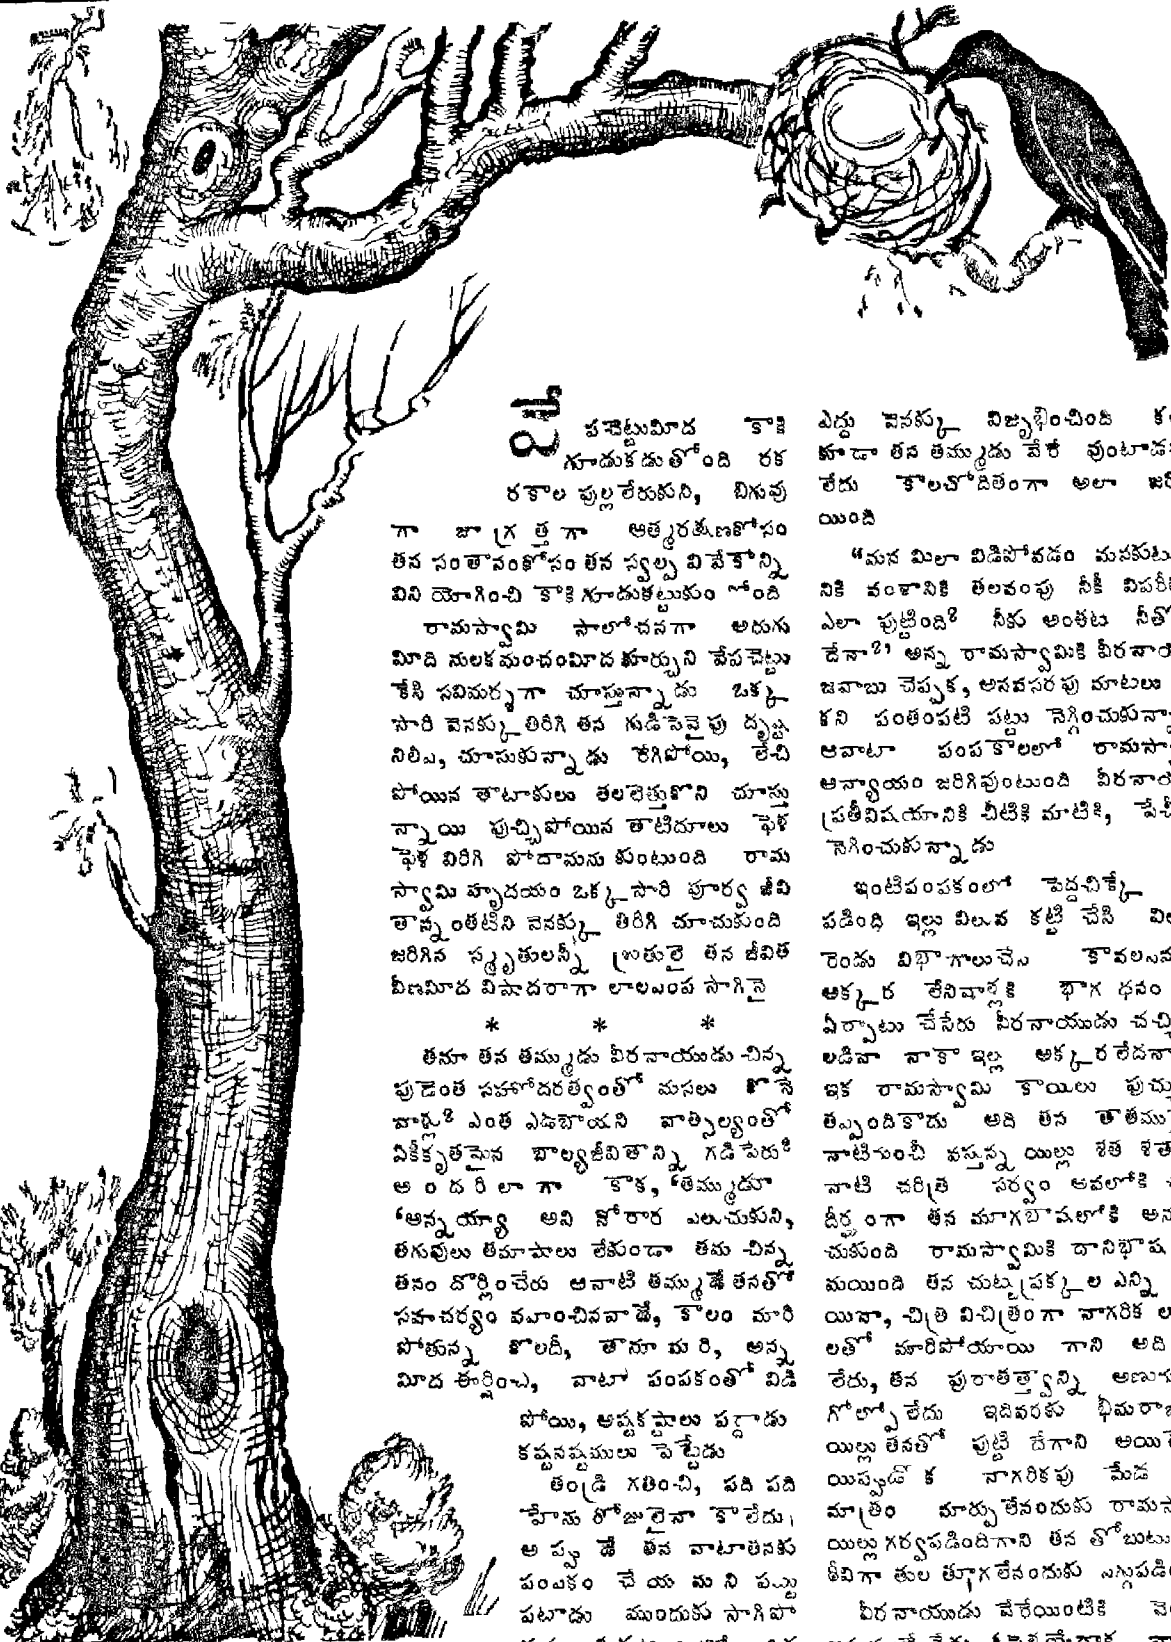 వే
పచెట్టుమీద కాకి
గూడుకడుతోంది రక
రకాల పుల్లలేరుకుని, బిగువు
గా జాగ్రత్తగా ఆత్మరక్షణకోసం
తన సంతానంకోసం తన స్వల్ప వివేకాన్ని
విని యోగించి కాకి గూడుకట్టుకుం టోంది
రామస్వామి సాలోచనగా అరుగు
మీది నులకమంచంమీద కూర్చుని వేపచెట్టు
కేసి సవిమర్శగా చూస్తున్నాడు ఒక్క
సారి వెనక్కు తిరిగి తన గుడిసెవైపు దృష్టి
నిలిపి, చూసుకున్నాడు రేగిపోయి, లేచి
పోయిన తాటాకులు తలలెత్తుకొని చూస్తు
న్నాయి పుచ్చిపోయిన తాటిదూలు ఫెళ
ఫెళ విరిగి పోదామను కుంటుంది రామ
స్వామి హృదయం ఒక్క సారి పూర్వ జీవి
తాన్నంతటిని వెనక్కు తిరిగి చూచుకుంది
జరిగిన స్మృతులన్నీ శ్రుతులై తన జీవిత
వీణమీద విషాదరాగా లాలపింప సాగినై
* * *
తనూ తన తమ్ముడు వీరనాయుడు చిన్న
పుడెంత సహోదరత్వంతో మసలు కొనే
వాళ్లు? ఎంత ఎడబాయని వాత్సల్యంతో
ఏకీకృతమైన బాల్యజీవితాన్ని గడిపేరు?
అందరిలాగా కాక, 'తమ్ముడూ
'అన్నయ్యా అని నోరార పిలుచుకుని,
తగువులు తమాషాలు లేకుండా తమ చిన్న
తనం దొర్లించేరు ఆనాటి తమ్ముడే తనతో
సహచర్యం వహించినవాడే, కాలం మారి
పోతున్న కొలదీ, తానూ మారి, అన్న
మీద ఈర్షించి, వాటా పంపకంతో విడి
పోయి, అష్టకష్టాలు పడ్డాడు
కష్టనష్టములు పెట్టేడు
తండ్రి గతించి, పది పది
హేను రోజులైనా కాలేదు,
అప్పుడే తన వాటాతనకు
పంపకం చేయమని పట్టు
పట్టాడు ముందుకు సాగిపో

ఎద్దు వెనక్కు విజృభించింది
కూడా తన తమ్ముడు వేరే వుంటాడ
లేదు కాలచోదితంగా అలా జరి
యింది
"మన మిలా విడిపోవడం మనకుటుం
నికి వంశానికి తలవంపు నీకీ విపరీ
ఎలా పుట్టింది? నీకు అంతట నీతో
దేనా?' అన్న రామస్వామికి వీరనాయ
జవాబు చెప్పక, అనవసరపు మాటలు
కని పంతంపటి పట్టు నెగ్గించుకున్నా
ఆవాటా పంపకాలలో రామస్వా
అన్యాయం జరిగివుంటుంది వీరనాయ
ప్రతీవిషయానికి చీటికి మాటికి, పేచీ
నెగించుకున్నాడు
ఇంటిపంపకంలో పెద్దచిక్కే
పడింది ఇల్లు విలువ కట్టి చేసి విల
రెండు విభాగాలుచేసి కావలసిన
అక్కర లేనివాళ్లకి భాగ ధనం
ఏర్పాటు చేసేరు వీరనాయుడు చచ్చి
లడినా నాకా ఇల్ల అక్కరలేదనా
ఇక రామస్వామి కాయిలు పుచ్చు
తప్పిందికాదు అది తన తాతము
నాటినుంచీ వస్తున్న యిల్లు శత శతా
నాటి చరిత్ర సర్వం అవలోకి
దీర్ఘంగా తన మూగబాషలోకి అన
చుకుంది రామస్వామికి దానిభాష
మయింది తన చుట్టుప్రక్కల ఎన్ని
యినా, చిత్ర విచిత్రంగా నాగరిక ల
లతో మారిపోయాయి గాని అది
లేదు, తన పురాతత్త్వాన్ని అణు
గోల్పోలేదు ఇదివరకు భీమరా
యిల్లు తనతో పుట్టి దేగాని అయితే
యిప్పుడొక నాగరికపు మేడ
మాత్రం మార్పులేనందుకు రామస
యిల్లుగర్వపడిందిగాని తన తోబుటు
ఠీవిగా తుల తూగలేనందుకు సిగ్గుపడి
వీరనాయుడు వేరేయింటికి